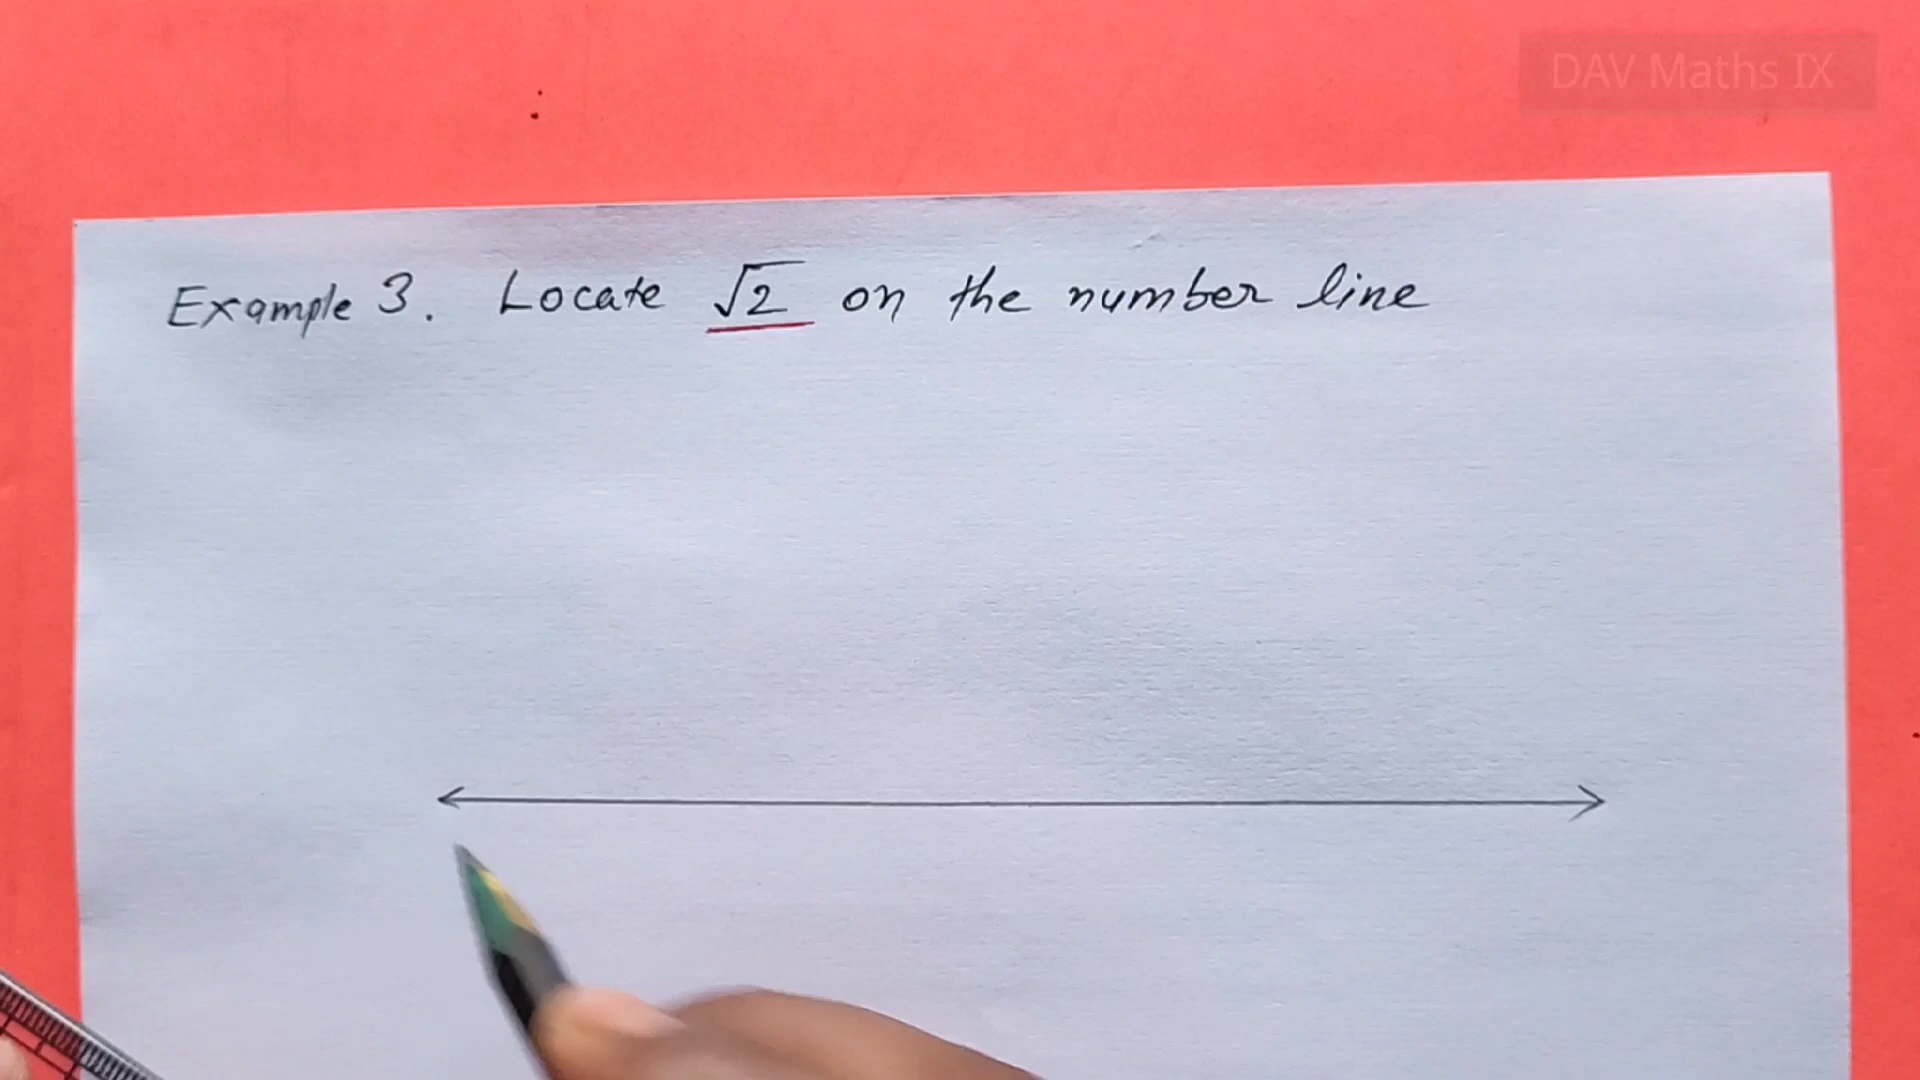 DAV Maths IX
Example 3. Locate √2 on the number line